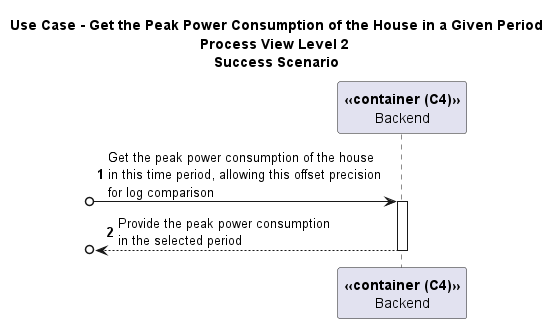 Use Case - Get the Peak Power Consumption of the House in a Given Period
Process View Level 2
Success Scenario
«container (C4)»
Backend
Get the peak power consumption of the house
1 in this time period, allowing this offset precision
for log comparison
2 Provide the peak power consumption
in the selected period
«container (C4)»
Backend